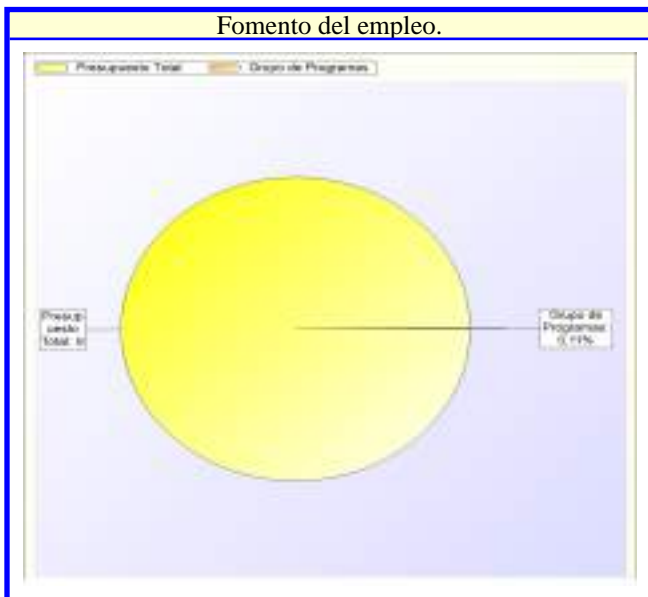 Fomento del empleo.
Presupuesto Total Grupo de Programas
Presup
uesto
Total:
Grupo de
Programas:
0,11%